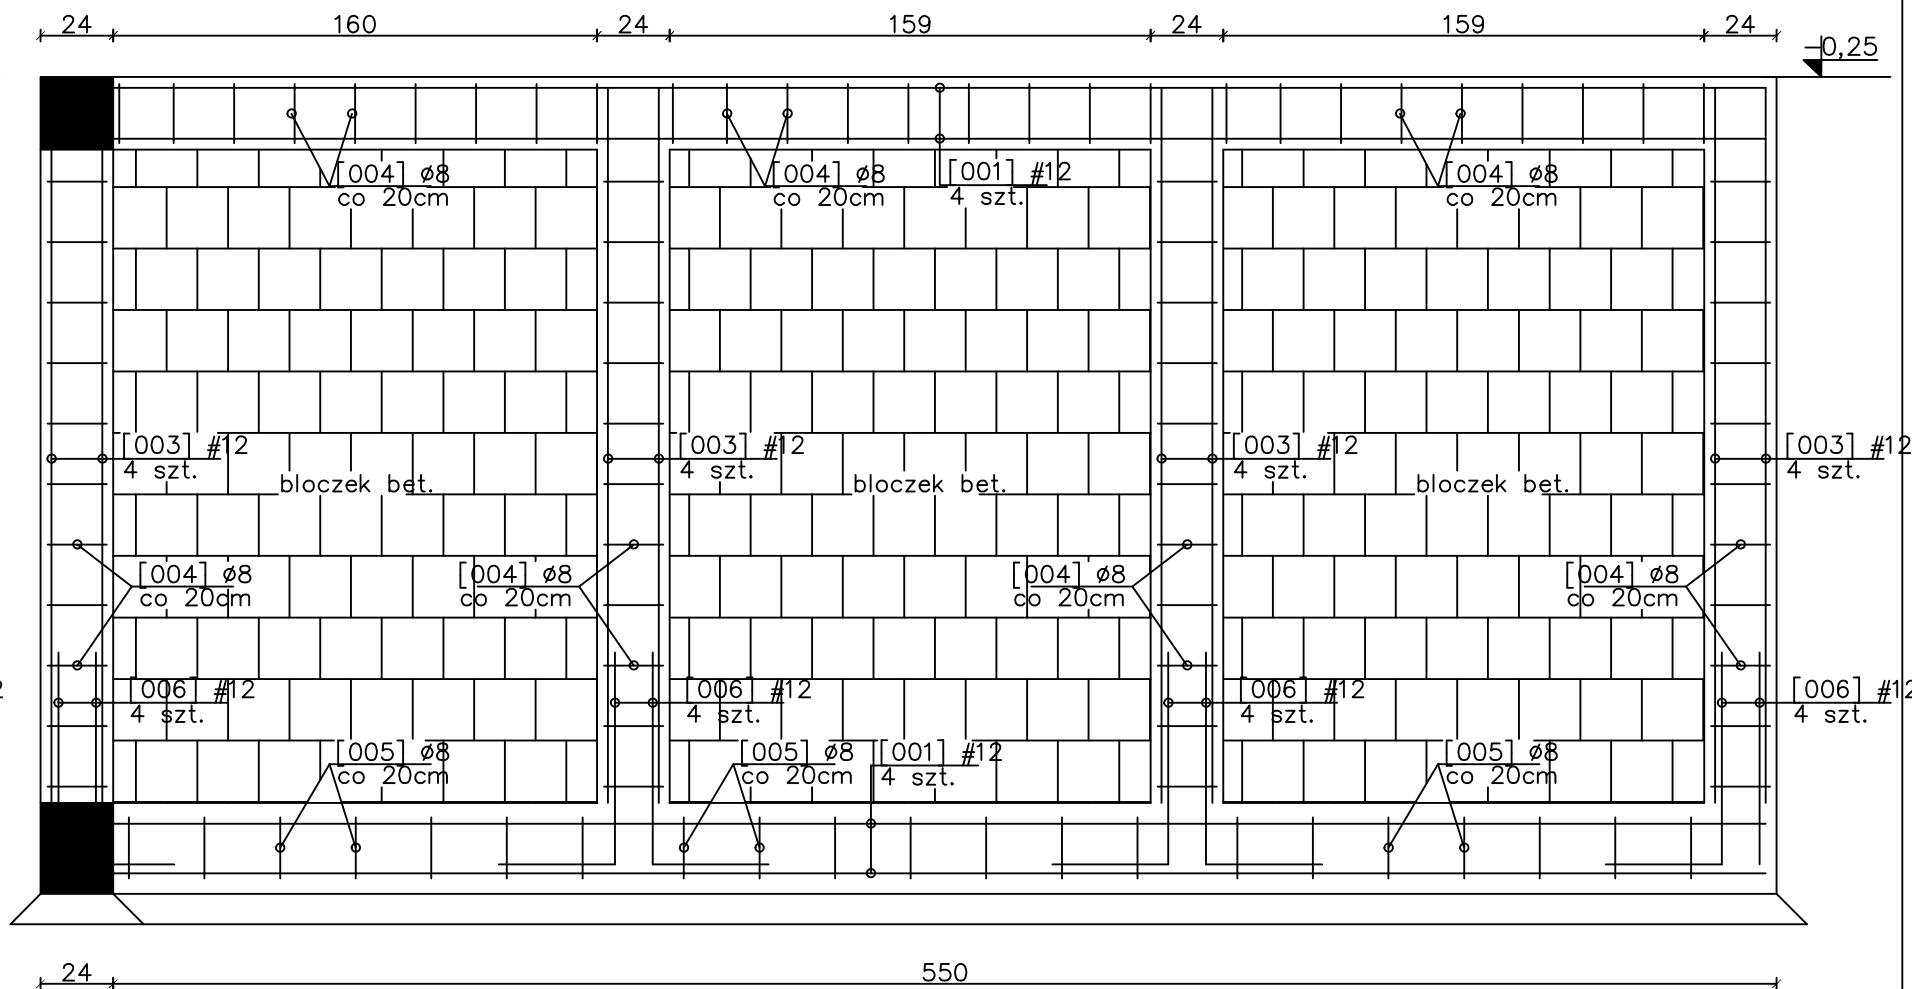 24 160 24 159 24 159 24
-0,25
[004] ø8 [004] ø8 [001] #12 [004] ø8
co 20cm co 20cm 4 szt. co 20cm
[003] #12 [003] #12 [003] #12 [003] #12
4 szt. 4 szt. 4 szt. 4 szt.
bloczek bet. bloczek bet. bloczek bet.
[004] ø8 [004] ø8 [004] ø8 [004] ø8
co 20cm co 20cm co 20cm co 20cm
[006] #12 [006] #12 [006] #12 [006] #12
4 szt. 4 szt. 4 szt. 4 szt.
[005] ø8 [005] ø8 [001] #12 [005] ø8
co 20cm co 20cm 4 szt. co 20cm
24 550